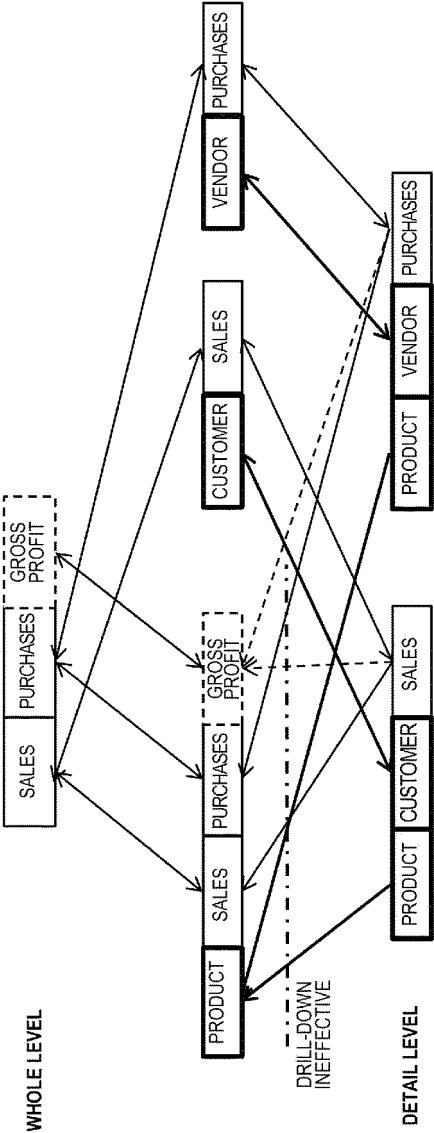 WHOLE LEVEL
SALES
PURCHASES
GROSS
PROFIT
PRODUCT
SALES
PURCHASES
GROSS
PROFIT
CUSTOMER
SALES
VENDOR
PURCHASES
DRILL-DOWN
INEFFECTIVE
DETAIL LEVEL
PRODUCT
CUSTOMER
SALES
PRODUCT
VENDOR
PURCHASES